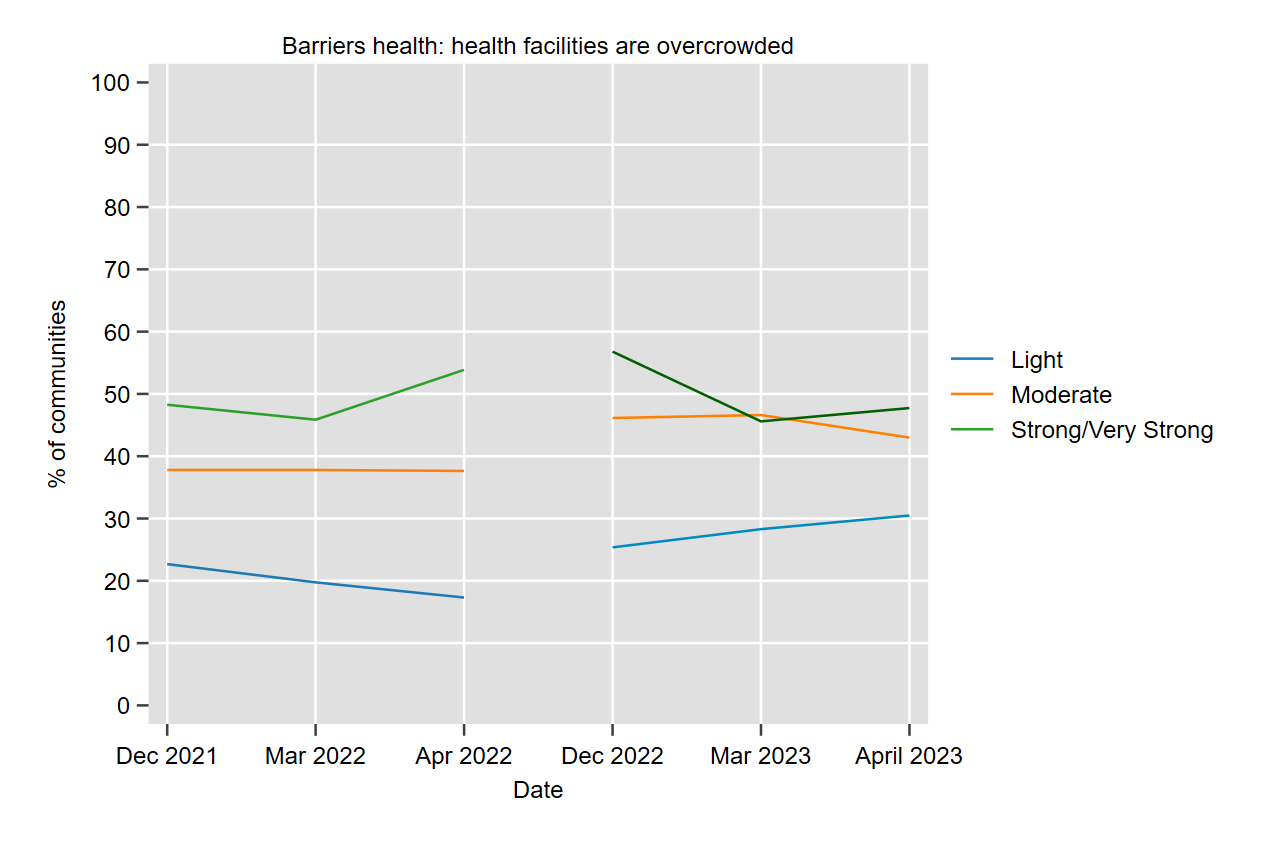 Barriers health: health facilities are overcrowded
100
90
80
70
60
50
40
30
20
10
0
% of communities
Dec 2021 Mar 2022 Apr 2022 Dec 2022 Mar 2023 April 2023
Date
Light
Moderate
Strong/Very Strong